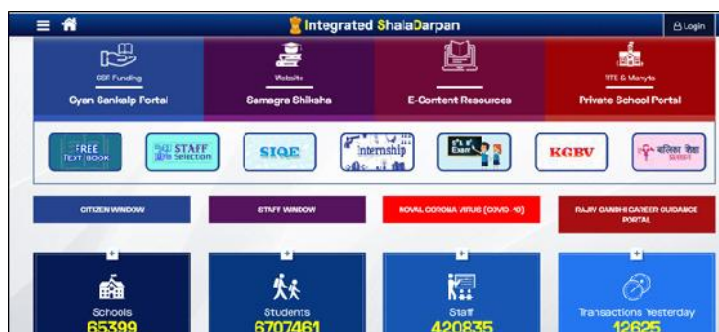 Integrated ShalaDarpan
Login
CSR Funding
Gyan Sankalp Portal
Website
Samagra Shiksha
E-Content Resources
RTE & Manyta
Private School Portal
FREE
TEXT BOOK
STAFF
Selection
SIQE
Internship
Exam
KGBV
बालिका शिक्षा
CITIZEN WINDOW
STAFF WINDOW
NOVAL CORONA VIRUS (COVID-19)
RAJIV GANDHI CAREER GUIDANCE
PORTAL
Schools
65399
Students
6707461
Staff
420835
Transactions Yesterday
12625